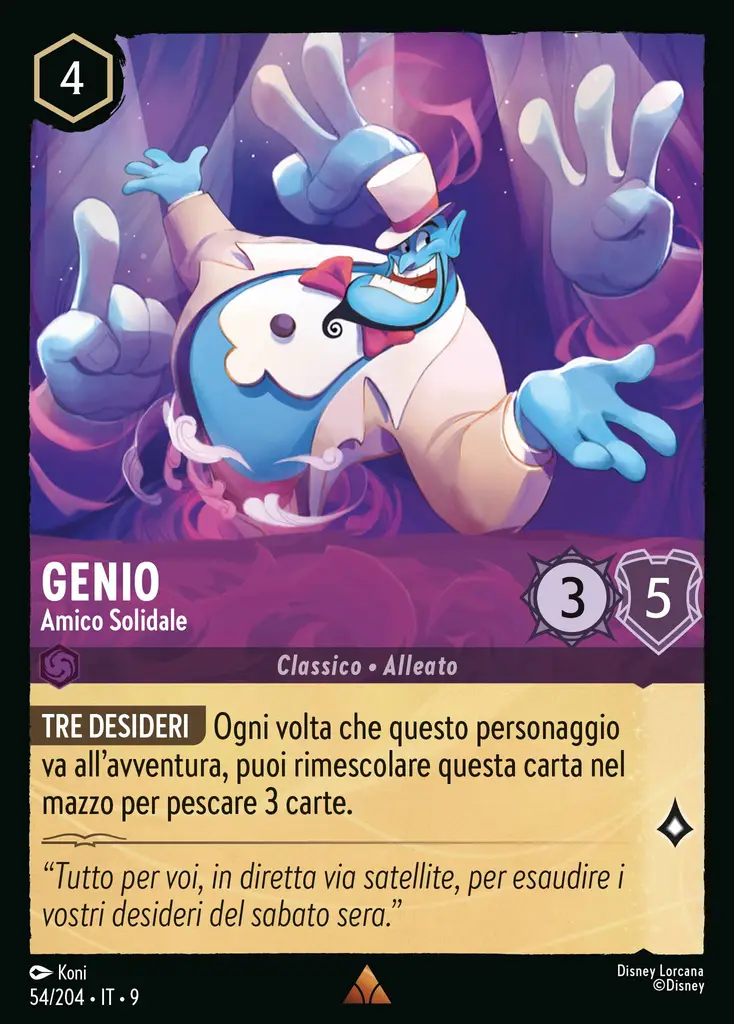 4
GENIO
Amico Solidale
3
5
Classico • Alleato
TRE DESIDERI Ogni volta che questo personaggio
va all’avventura, puoi rimescolare questa carta nel
mazzo per pescare 3 carte.
“Tutto per voi, in diretta via satellite, per esaudire i
vostri desideri del sabato sera.”
Koni
54/204 • IT • 9
Disney Lorcana
©Disney